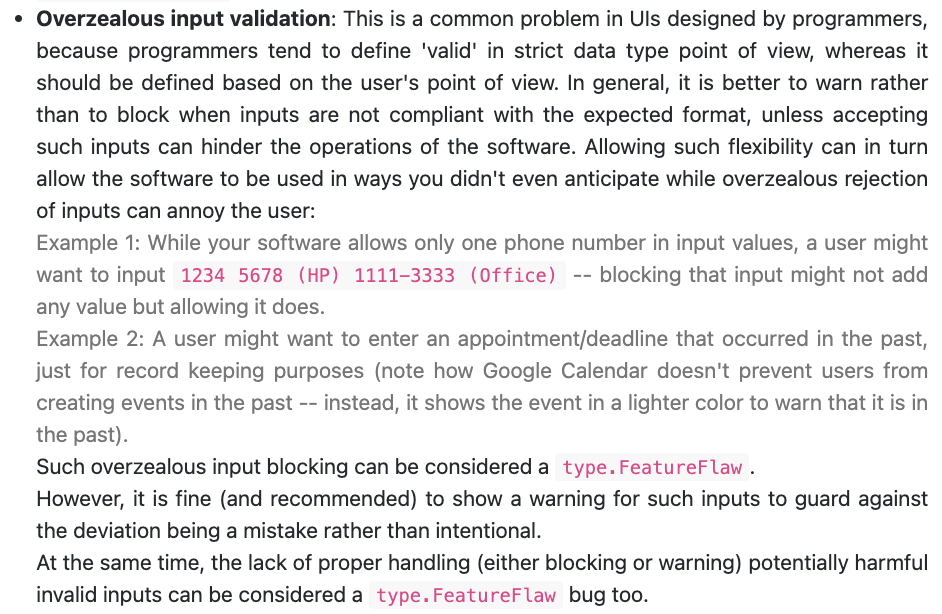 • Overzealous input validation: This is a common problem in UIs designed by programmers,
because programmers tend to define 'valid' in strict data type point of view, whereas it
should be defined based on the user's point of view. In general, it is better to warn rather
than to block when inputs are not compliant with the expected format, unless accepting
such inputs can hinder the operations of the software. Allowing such flexibility can in turn
allow the software to be used in ways you didn't even anticipate while overzealous rejection
of inputs can annoy the user:
Example 1: While your software allows only one phone number in input values, a user might
want to input 1234 5678 (HP) 1111-3333 (Office) -- blocking that input might not add
any value but allowing it does.
Example 2: A user might want to enter an appointment/deadline that occurred in the past,
just for record keeping purposes (note how Google Calendar doesn't prevent users from
creating events in the past -- instead, it shows the event in a lighter color to warn that it is in
the past).
Such overzealous input blocking can be considered a type.FeatureFlaw.
However, it is fine (and recommended) to show a warning for such inputs to guard against
the deviation being a mistake rather than intentional.
At the same time, the lack of proper handling (either blocking or warning) potentially harmful
invalid inputs can be considered a type.FeatureFlaw bug too.